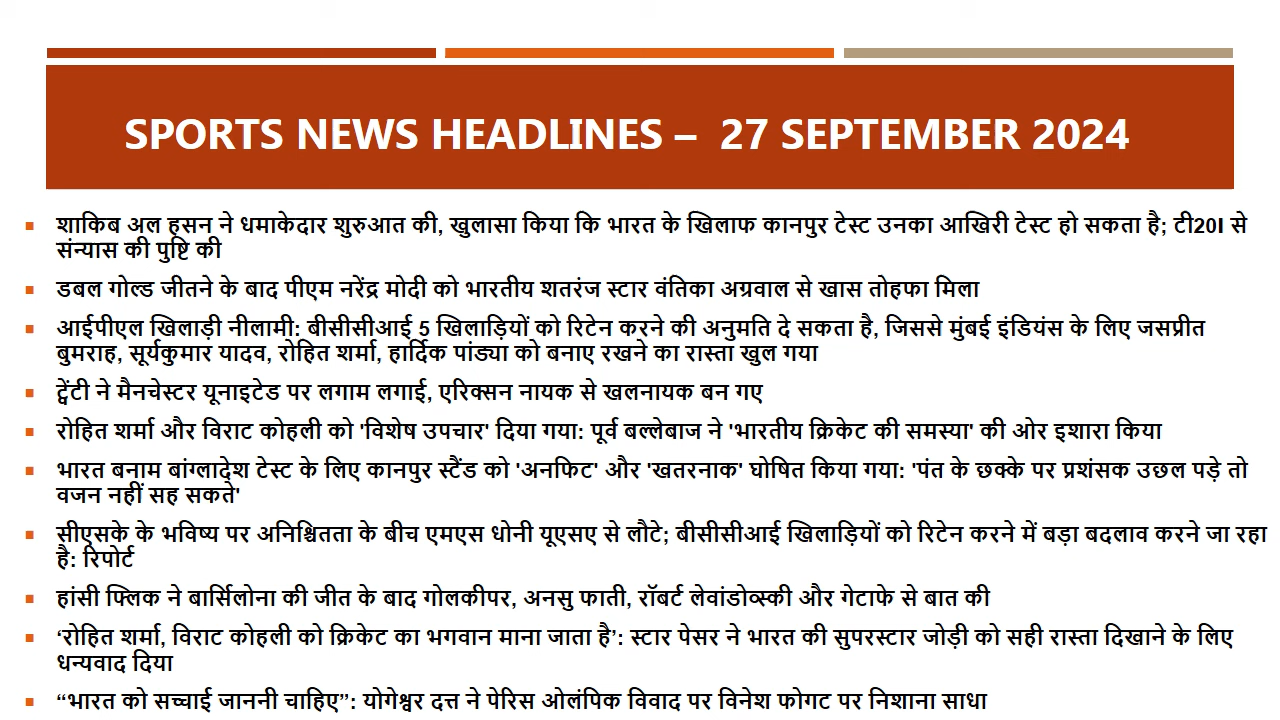 SPORTS NEWS HEADLINES – 27 SEPTEMBER 2024
▪ शाकिब अल हसन ने धमाकेदार शुरुआत की, खुलासा किया कि भारत के खिलाफ कानपुर टेस्ट उनका आखिरी टेस्ट हो सकता है; टी20I से
संन्यास की पुष्टि की
▪ डबल गोल्ड जीतने के बाद पीएम नरेंद्र मोदी को भारतीय शतरंज स्टार वंतिका अग्रवाल से खास तोहफा मिला
▪ आईपीएल खिलाड़ी नीलामी: बीसीसीआई 5 खिलाड़ियों को रिटेन करने की अनुमति दे सकता है, जिससे मुंबई इंडियंस के लिए जसप्रीत
बुमराह, सूर्यकुमार यादव, रोहित शर्मा, हार्दिक पांड्या को बनाए रखने का रास्ता खुल गया
▪ ट्वेंटी ने मैनचेस्टर यूनाइटेड पर लगाम लगाई, एरिक्सन नायक से खलनायक बन गए
▪ रोहित शर्मा और विराट कोहली को 'विशेष उपचार' दिया गया: पूर्व बल्लेबाज ने 'भारतीय क्रिकेट की समस्या' की ओर इशारा किया
▪ भारत बनाम बांग्लादेश टेस्ट के लिए कानपुर स्टैंड को 'अनफिट' और 'खतरनाक' घोषित किया गया: 'पंत के छक्के पर प्रशंसक उछल पड़े तो
वजन नहीं सह सकते'
▪ सीएसके के भविष्य पर अनिश्चितता के बीच एमएस धोनी यूएसए से लौटे; बीसीसीआई खिलाड़ियों को रिटेन करने में बड़ा बदलाव करने जा रहा
है: रिपोर्ट
▪ हांसी फ्लिक ने बार्सिलोना की जीत के बाद गोलकीपर, अनसु फाती, रॉबर्ट लेवांडोव्स्की और गेटाफे से बात की
▪ ‘रोहित शर्मा, विराट कोहली को क्रिकेट का भगवान माना जाता है’: स्टार पेसर ने भारत की सुपरस्टार जोड़ी को सही रास्ता दिखाने के लिए
धन्यवाद दिया
▪ “भारत को सच्चाई जाननी चाहिए”: योगेश्वर दत्त ने पेरिस ओलंपिक विवाद पर विनेश फोगट पर निशाना साधा